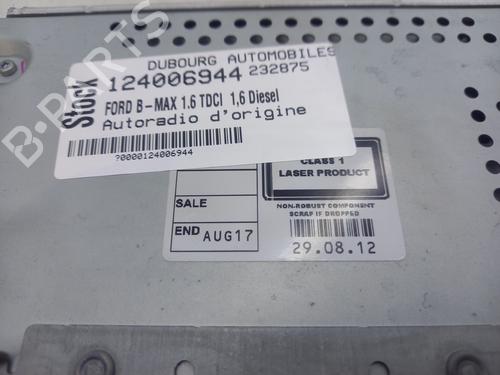 DUBOURG AUTOMOBILES
Stock
124006944
232875
FORD B-MAX 1.6 TDCI 1,6 Diesel
Autoradio d'origine
?0000124006944
B-PARTS
CLASS 1
LASER PRODUCT
SALE
NON-ROBUST COMPONENT
SCRAP IF DROPPED
END AUG17
29.08.12